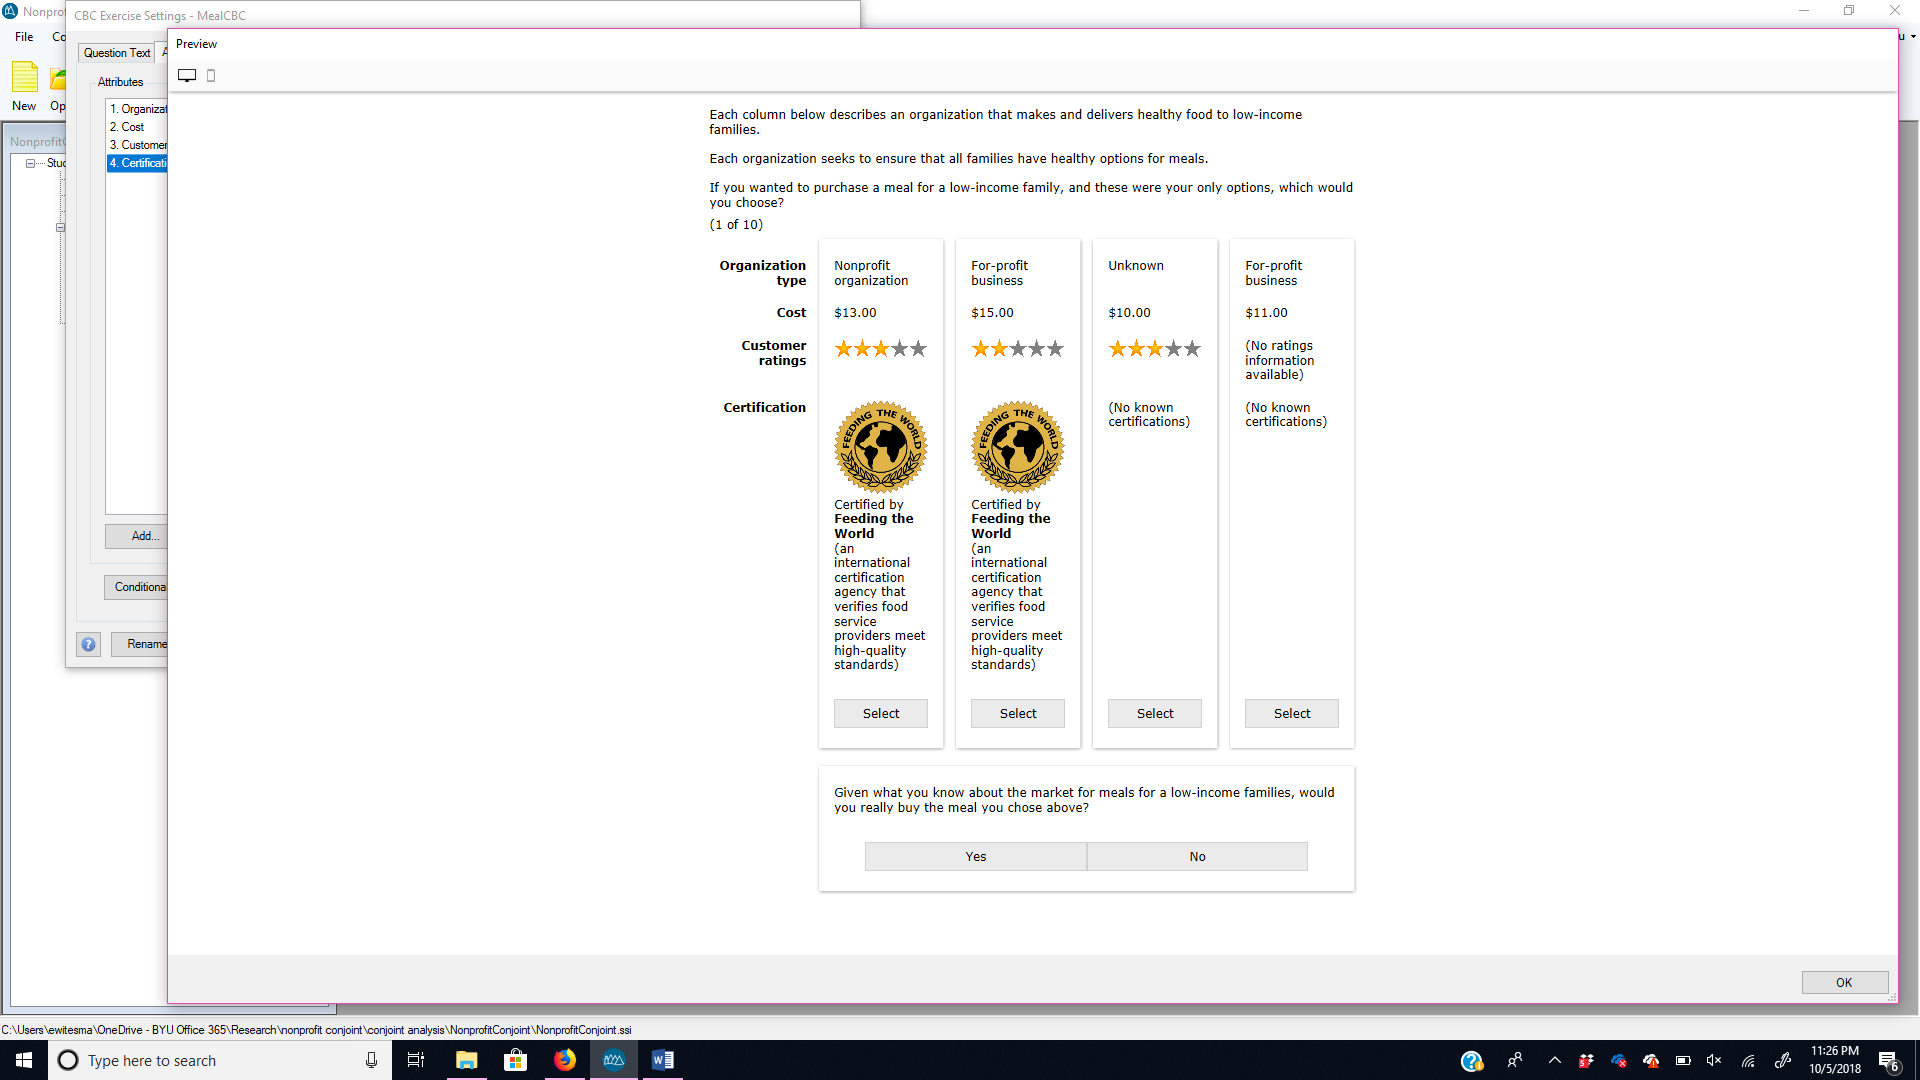 Nonprof
CBC Exercise Settings - MealCBC
File Co
u
Preview
Question Text A
Attributes
New Op
1. Organizat
2. Cost
3. Customer
4. Certificati
NonprofitC
Stud
Add...
Conditional
? Rename
Each column below describes an organization that makes and delivers healthy food to low-income
families.
Each organization seeks to ensure that all families have healthy options for meals.
If you wanted to purchase a meal for a low-income family, and these were your only options, which would
you choose?
(1 of 10)
Organization
type
Nonprofit
organization
For-profit
business
Unknown
For-profit
business
Cost $13.00 $15.00 $10.00 $11.00
Customer
ratings
(No ratings
information
available)
Certification
FEEDING THE WORLD
Certified by
Feeding the
World
(an
international
certification
agency that
verifies food
service
providers meet
high-quality
standards)
FEEDING THE WORLD
Certified by
Feeding the
World
(an
international
certification
agency that
verifies food
service
providers meet
high-quality
standards)
(No known
certifications)
(No known
certifications)
Select Select Select Select
Given what you know about the market for meals for a low-income families, would
you really buy the meal you chose above?
Yes No
OK
C:\Users\ewitesma\OneDrive - BYU Office 365\Research\nonprofit conjoint\conjoint analysis\NonprofitConjoint\NonprofitConjoint.ssi
Type here to search
11:26 PM
10/5/2018
6